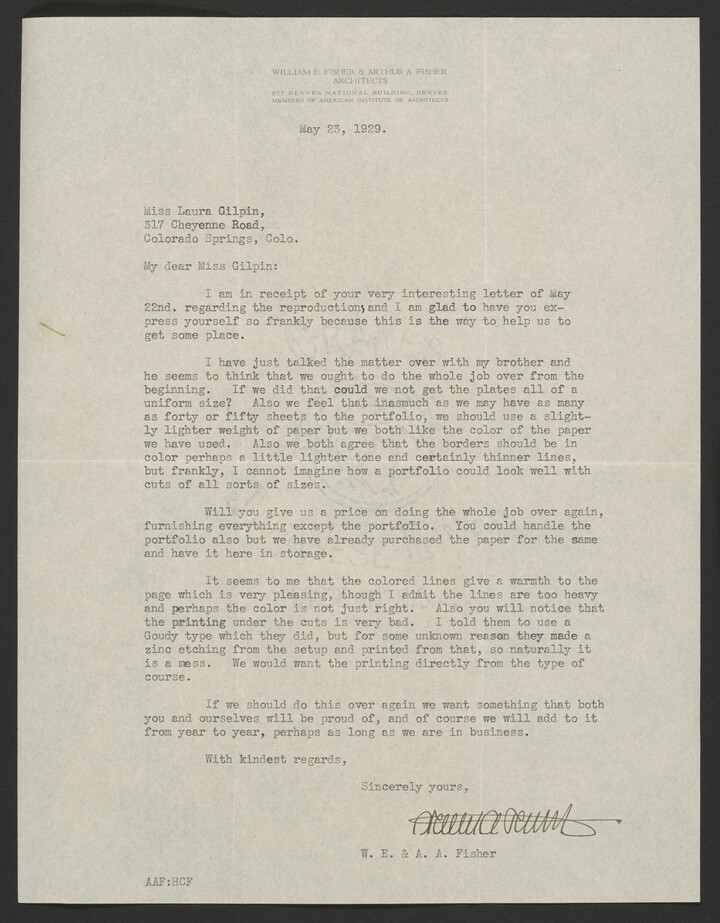 WILLIAM E. FISHER & ARTHUR A. FISHER
ARCHITECTS
827 DENVER NATIONAL BUILDING, DENVER
MEMBERS OF AMERICAN INSTITUTE OF ARCHITECTS
May 23, 1929.
Miss Laura Gilpin,
317 Cheyenne Road,
Colorado Springs, Colo.
My dear Miss Gilpin:
I am in receipt of your very interesting letter of May
22nd. regarding the reproduction; and I am glad to have you ex-
press yourself so frankly because this is the way to help us to
get some place.
I have just talked the matter over with my brother and
he seems to think that we ought to do the whole job over from the
beginning. If we did that could we not get the plates all of a
uniform size? Also we feel that inasmuch as we may have as many
as forty or fifty sheets to the portfolio, we should use a slight-
ly lighter weight of paper but we both like the color of the paper
we have used. Also we both agree that the borders should be in
color perhaps a little lighter tone and certainly thinner lines,
but frankly, I cannot imagine how a portfolio could look well with
cuts of all sorts of sizes.
Will you give us a price on doing the whole job over again,
furnishing everything except the portfolio. You could handle the
portfolio also but we have already purchased the paper for the same
and have it here in storage.
It seems to me that the colored lines give a warmth to the
page which is very pleasing, though I admit the lines are too heavy
and perhaps the color is not just right. Also you will notice that
the printing under the cuts is very bad. I told them to use a
Goudy type which they did, but for some unknown reason they made a
zinc etching from the setup and printed from that, so naturally it
is a mess. We would want the printing directly from the type of
course.
If we should do this over again we want something that both
you and ourselves will be proud of, and of course we will add to it
from year to year, perhaps as long as we are in business.
With kindest regards,
Sincerely yours,
W. E. & A. A. Fisher
AAF:HCF